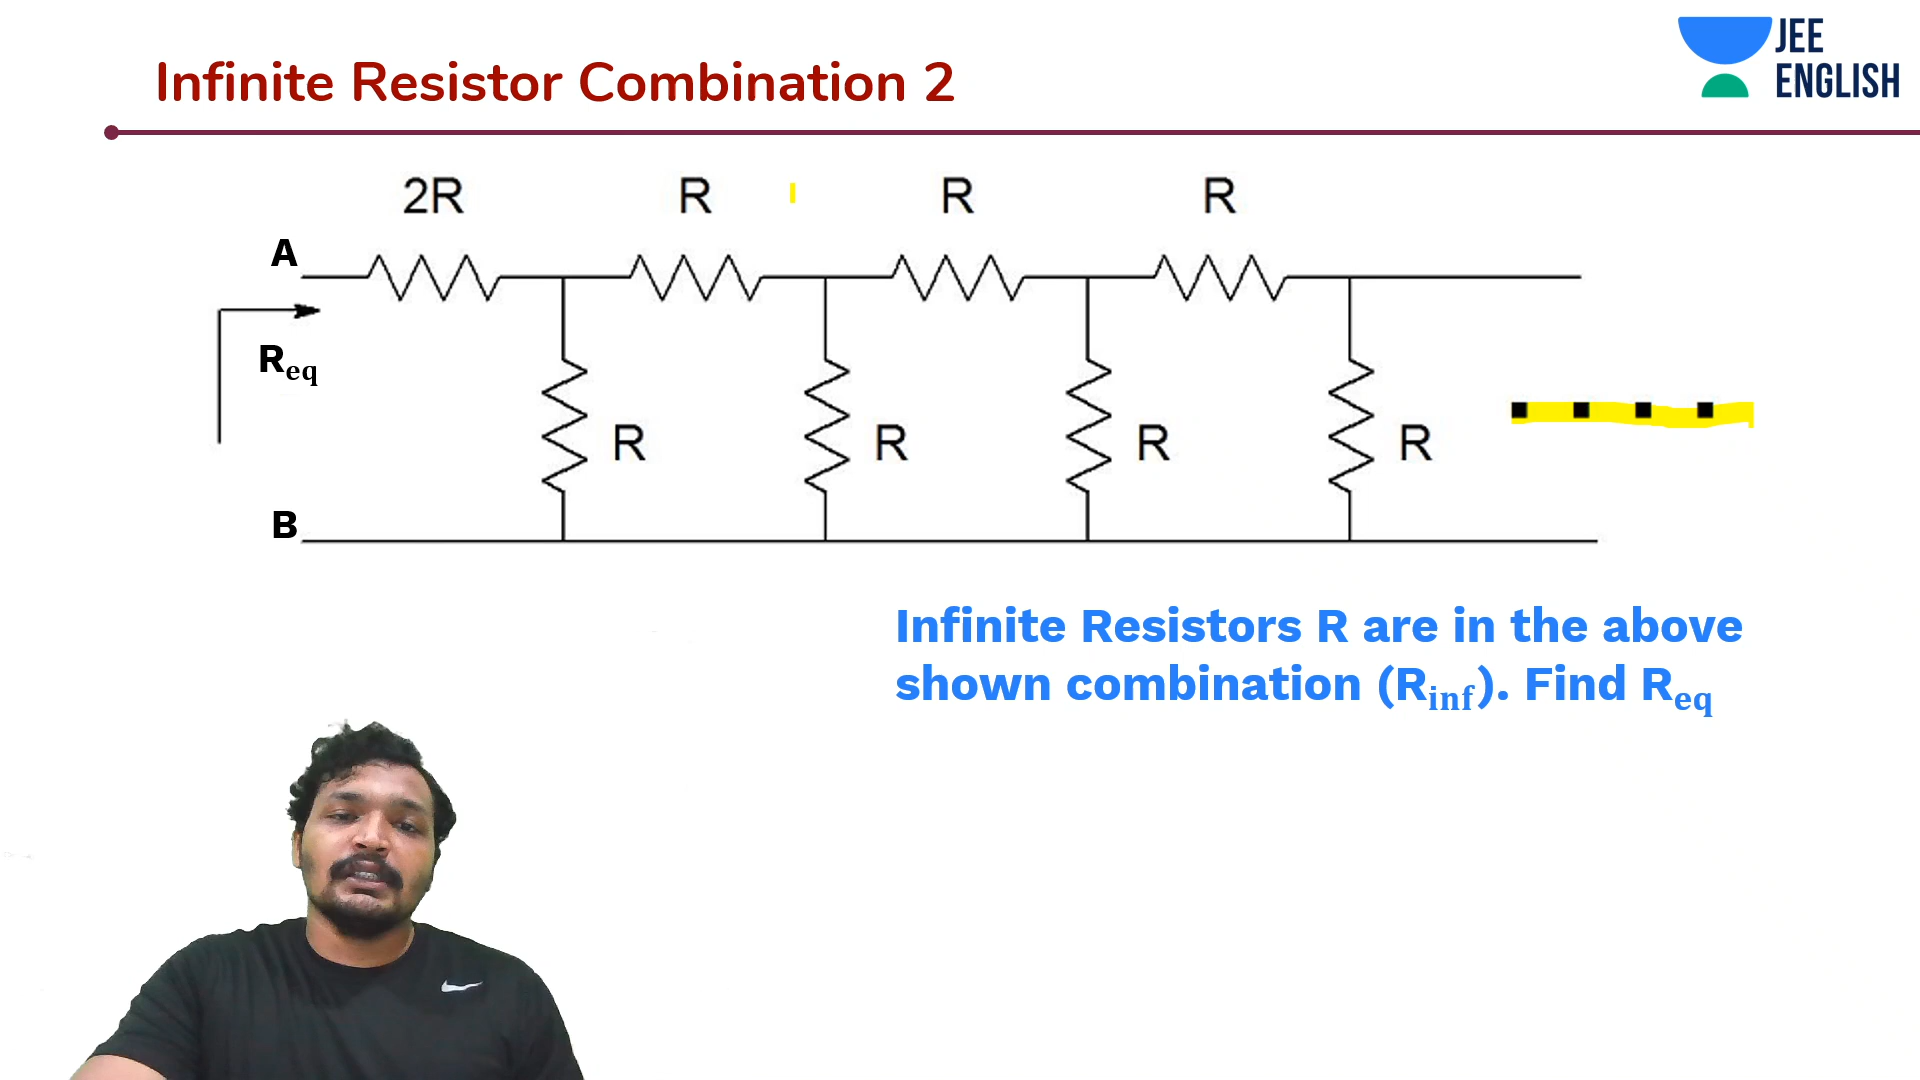 Infinite Resistor Combination 2
JEE
ENGLISH
2R
R
R
R
A
Req
R
R
R
R
B
Infinite Resistors R are in the above
shown combination (Rinf). Find Req